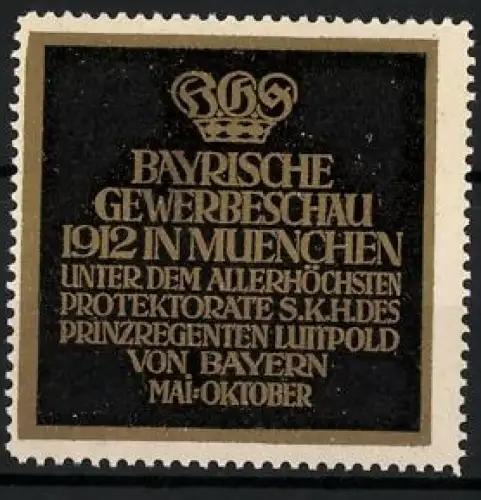 B.G.S
BAYRISCHE
GEWERBESCHAU
1912 IN MUENCHEN
UNTER DEM ALLERHÖCHSTEN
PROTEKTORATE S.K.H. DES
PRINZREGENTEN LUITPOLD
VON BAYERN
MAI=OKTOBER